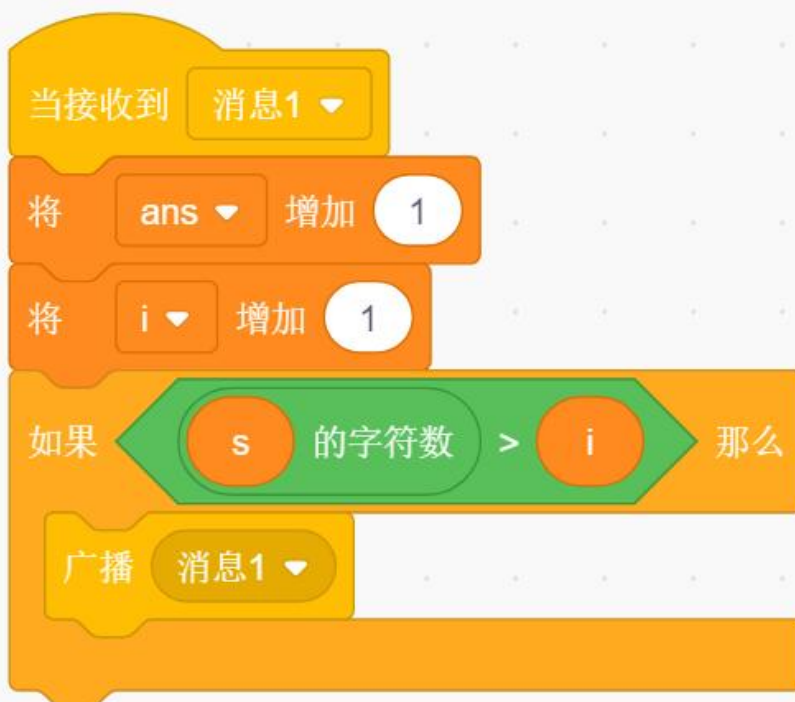 当接收到 消息1
将 ans 增加 1
将 i 增加 1
如果 s 的字符数 > i 那么
广播 消息1